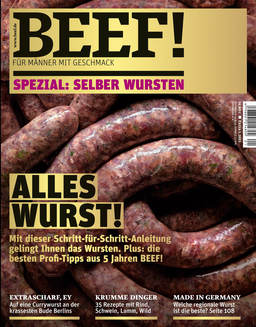 www.beef.de
BEEF!
FÜR MÄNNER MIT GESCHMACK
SPEZIAL: SELBER WURSTEN
ALLES
WURST!
Mit dieser Schritt-für-Schritt-Anleitung
gelingt Ihnen das Wursten. Plus: die
besten Profi-Tipps aus 5 Jahren BEEF!
EXTRASCHARF, EY
Auf eine Currywurst an der
krassesten Bude Berlins
KRUMME DINGER
35 Rezepte mit Rind,
Schwein, Lamm, Wild
MADE IN GERMANY
Welche regionale Wurst
ist die beste? Seite 108